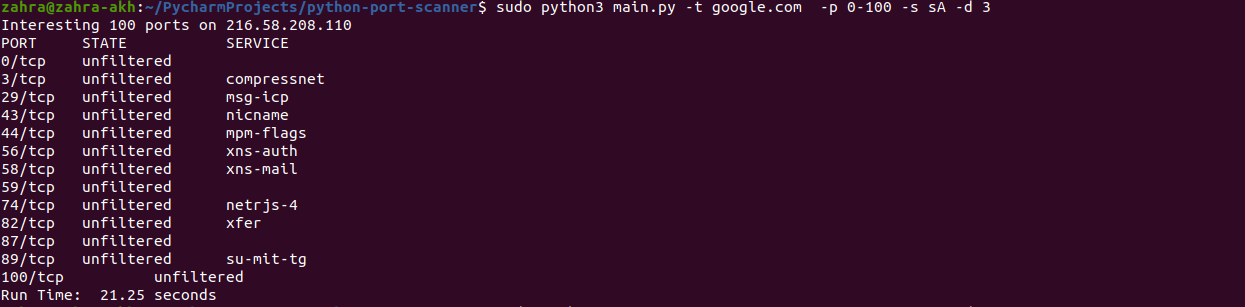 zahra@zahra-akh:~/PycharmProjects/python-port-scanner$ sudo python3 main.py -t google.com  -p 0-100 -s sA -d 3
Interesting 100 ports on 216.58.208.110
PORT     STATE           SERVICE
0/tcp    unfiltered
3/tcp    unfiltered      compressnet
29/tcp   unfiltered      msg-icp
43/tcp   unfiltered      nicname
44/tcp   unfiltered      mpm-flags
56/tcp   unfiltered      xns-auth
58/tcp   unfiltered      xns-mail
59/tcp   unfiltered
74/tcp   unfiltered      netrjs-4
82/tcp   unfiltered      xfer
87/tcp   unfiltered
89/tcp   unfiltered      su-mit-tg
100/tcp          unfiltered
Run Time:  21.25 seconds